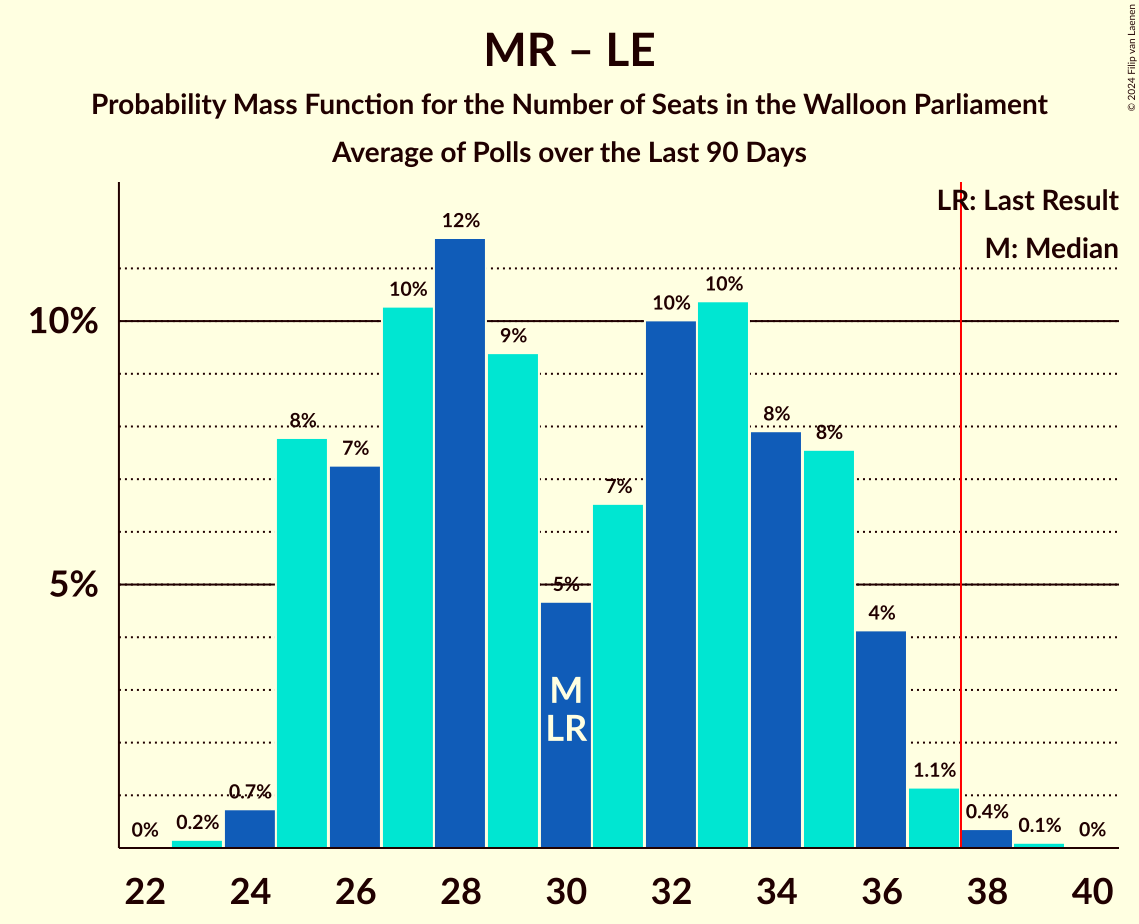 MR – LE
Probability Mass Function for the Number of Seats in the Walloon Parliament
Average of Polls over the Last 90 Days
© 2024 Filip van Laenen
LR: Last Result
M: Median
10%
5%
0%
0.2%
0.7%
8%
7%
10%
12%
9%
5%
7%
10%
10%
8%
8%
4%
1.1%
0.4%
0.1%
0%
M
LR
22 24 26 28 30 32 34 36 38 40